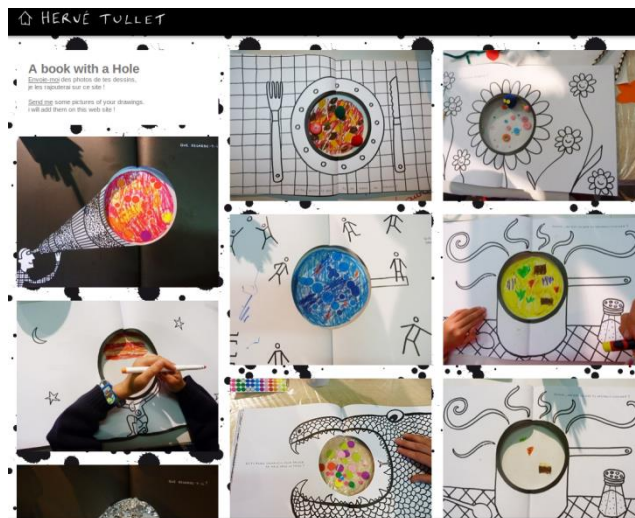 HERVÉ TULLET
A book with a Hole
Envoie-moi des photos de tes dessins,
je les rajouterai sur ce site !
Send me some pictures of your drawings.
i will add them on this web site !